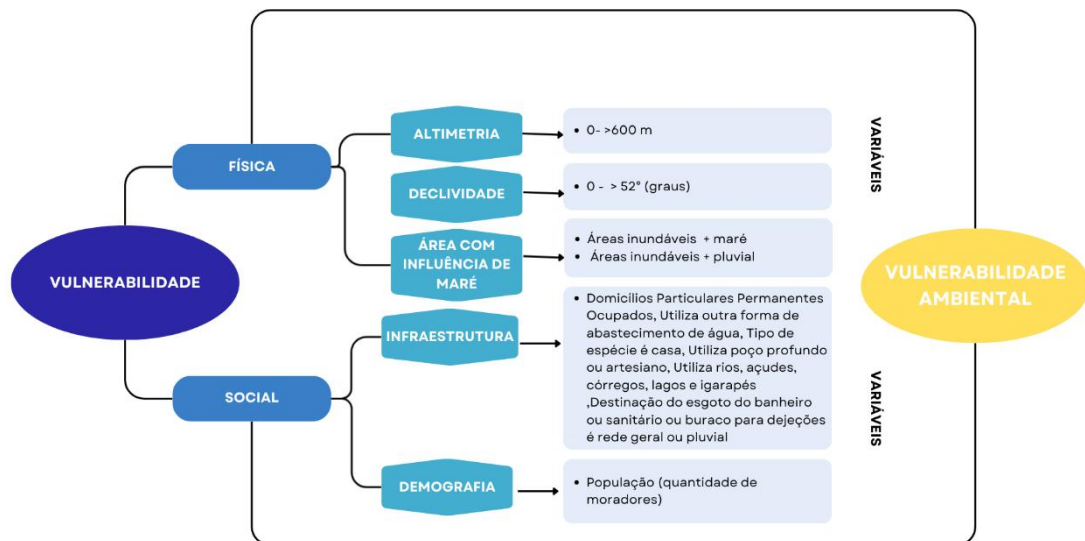 VULNERABILIDADE
FÍSICA
ALTIMETRIA
• 0- >600 m
DECLIVIDADE
• 0 - > 52° (graus)
ÁREA COM
INFLUÊNCIA DE
MARÉ
• Áreas inundáveis + maré
• Áreas inundáveis + pluvial
VARIÁVEIS
SOCIAL
INFRAESTRUTURA
• Domicílios Particulares Permanentes
Ocupados, Utiliza outra forma de
abastecimento de água, Tipo de
espécie é casa, Utiliza poço profundo
ou artesiano, Utiliza rios, açudes,
córregos, lagos e igarapés
,Destinação do esgoto do banheiro
ou sanitário ou buraco para dejeções
é rede geral ou pluvial
DEMOGRAFIA
• População (quantidade de
moradores)
VARIÁVEIS
VULNERABILIDADE
AMBIENTAL